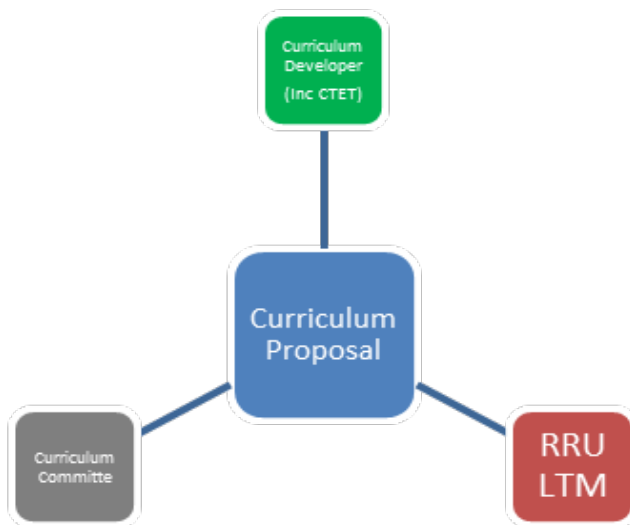 Curriculum
Developer
(Inc CTET)
Curriculum
Proposal
Curriculum
Committe
RRU
LTM